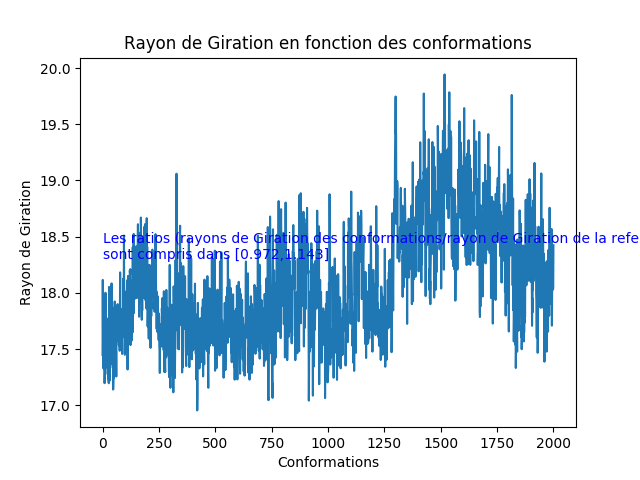 Rayon de Giration en fonction des conformations
20.0
19.5
19.0
18.5
18.0
17.5
17.0
Rayon de Giration
Les ratios (rayons de Giration des conformations/rayon de Giration de la refe
sont compris dans [0.972,1.143]
0 250 500 750 1000 1250 1500 1750 2000
Conformations